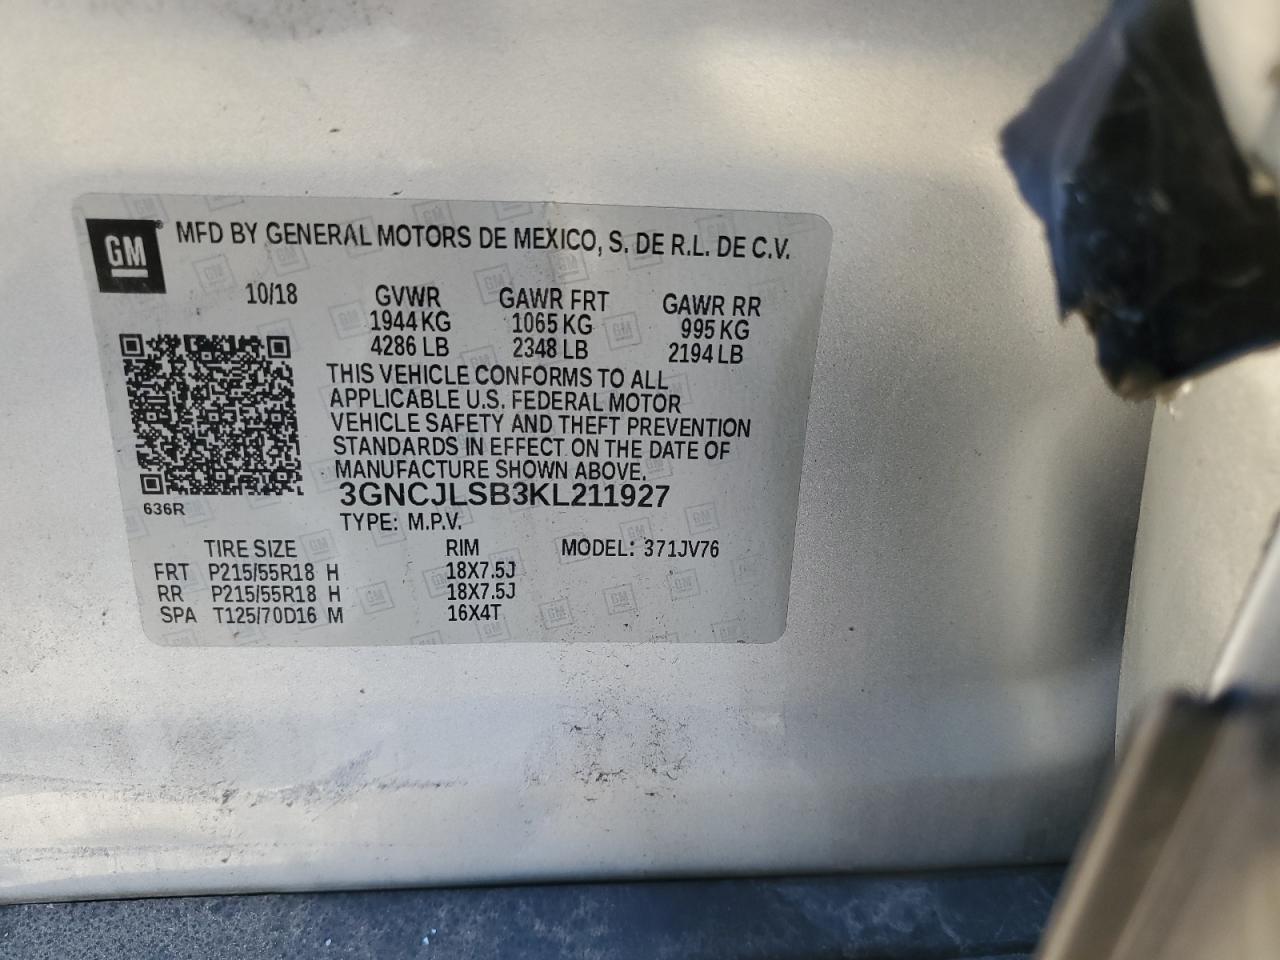 GM ® MFD BY GENERAL MOTORS DE MEXICO, S. DE R.L. DE C.V.
10/18 GVWR GAWR FRT GAWR RR
1944 KG 1065 KG 995 KG
4286 LB 2348 LB 2194 LB
THIS VEHICLE CONFORMS TO ALL
APPLICABLE U.S. FEDERAL MOTOR
VEHICLE SAFETY AND THEFT PREVENTION
STANDARDS IN EFFECT ON THE DATE OF
MANUFACTURE SHOWN ABOVE.
3GNCJLSB3KL211927
636R
TYPE: M.P.V.
TIRE SIZE RIM MODEL: 371JV76
FRT P215/55R18 H 18X7.5J
RR P215/55R18 H 18X7.5J
SPA T125/70D16 M 16X4T